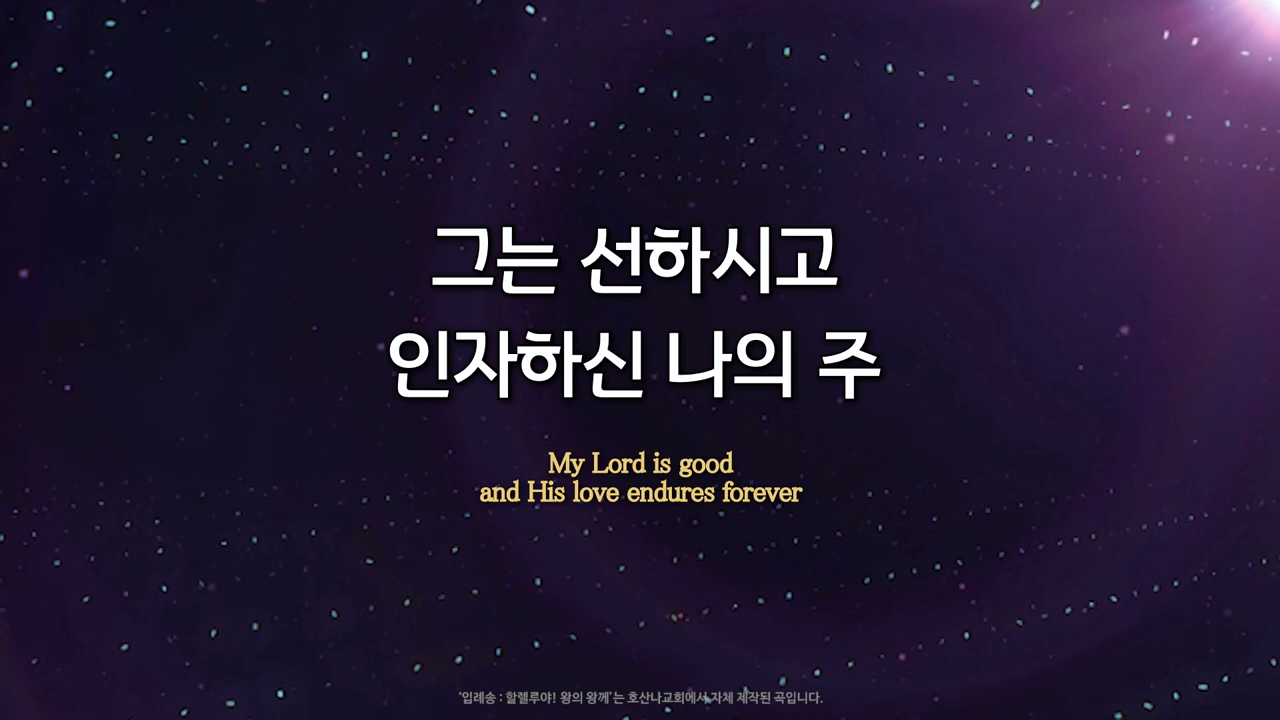 그는 선하시고
인자하신 나의 주
My Lord is good
and His love endures forever
'입례송 : 할렐루야! 왕의 왕께'는 호산나교회에서 자체 제작된 곡입니다.